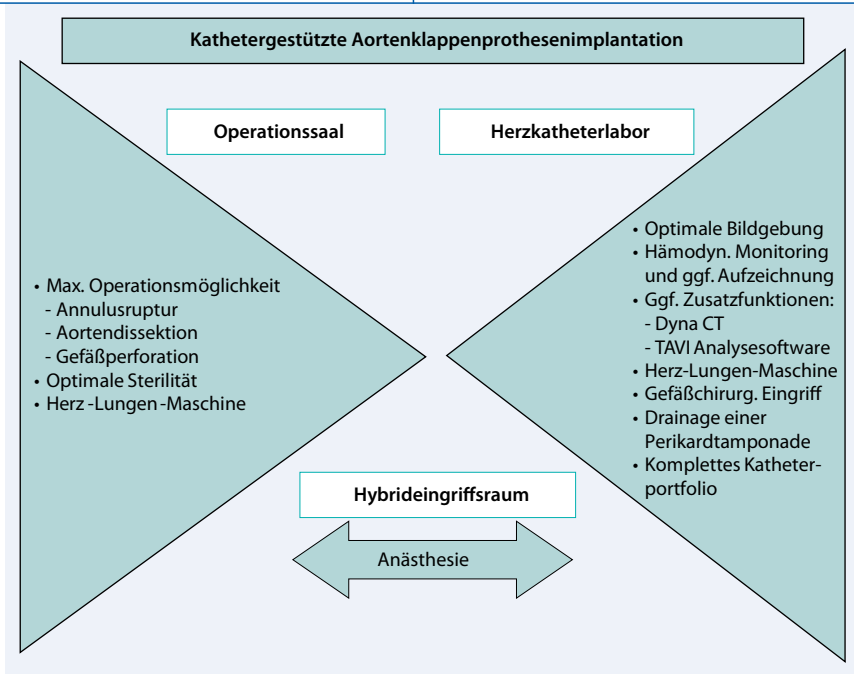 Kathetergestützte Aortenklappenprothesenimplantation
Operationssaal
Herzkatheterlabor
• Max. Operationsmöglichkeit
- Annulusruptur
- Aortendissektion
- Gefäßperforation
• Optimale Sterilität
• Herz-Lungen-Maschine
• Optimale Bildgebung
• Hämodyn. Monitoring
und ggf. Aufzeichnung
• Ggf. Zusatzfunktionen:
- Dyna CT
- TAVI Analysesoftware
• Herz-Lungen-Maschine
• Gefäßchirurg. Eingriff
• Drainage einer
Perikardtamponade
• Komplettes Katheter-
portfolio
Hybrideingriffsraum
Anästhesie